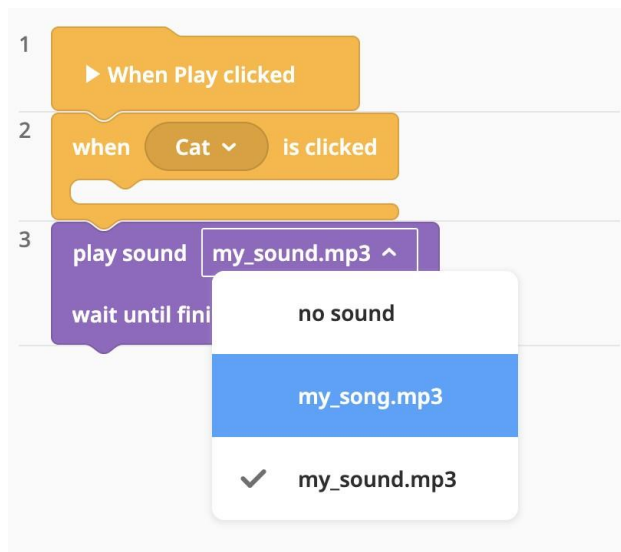 1
When Play clicked
2
when Cat is clicked
3
play sound my_sound.mp3
wait until fini
no sound
my_song.mp3
my_sound.mp3